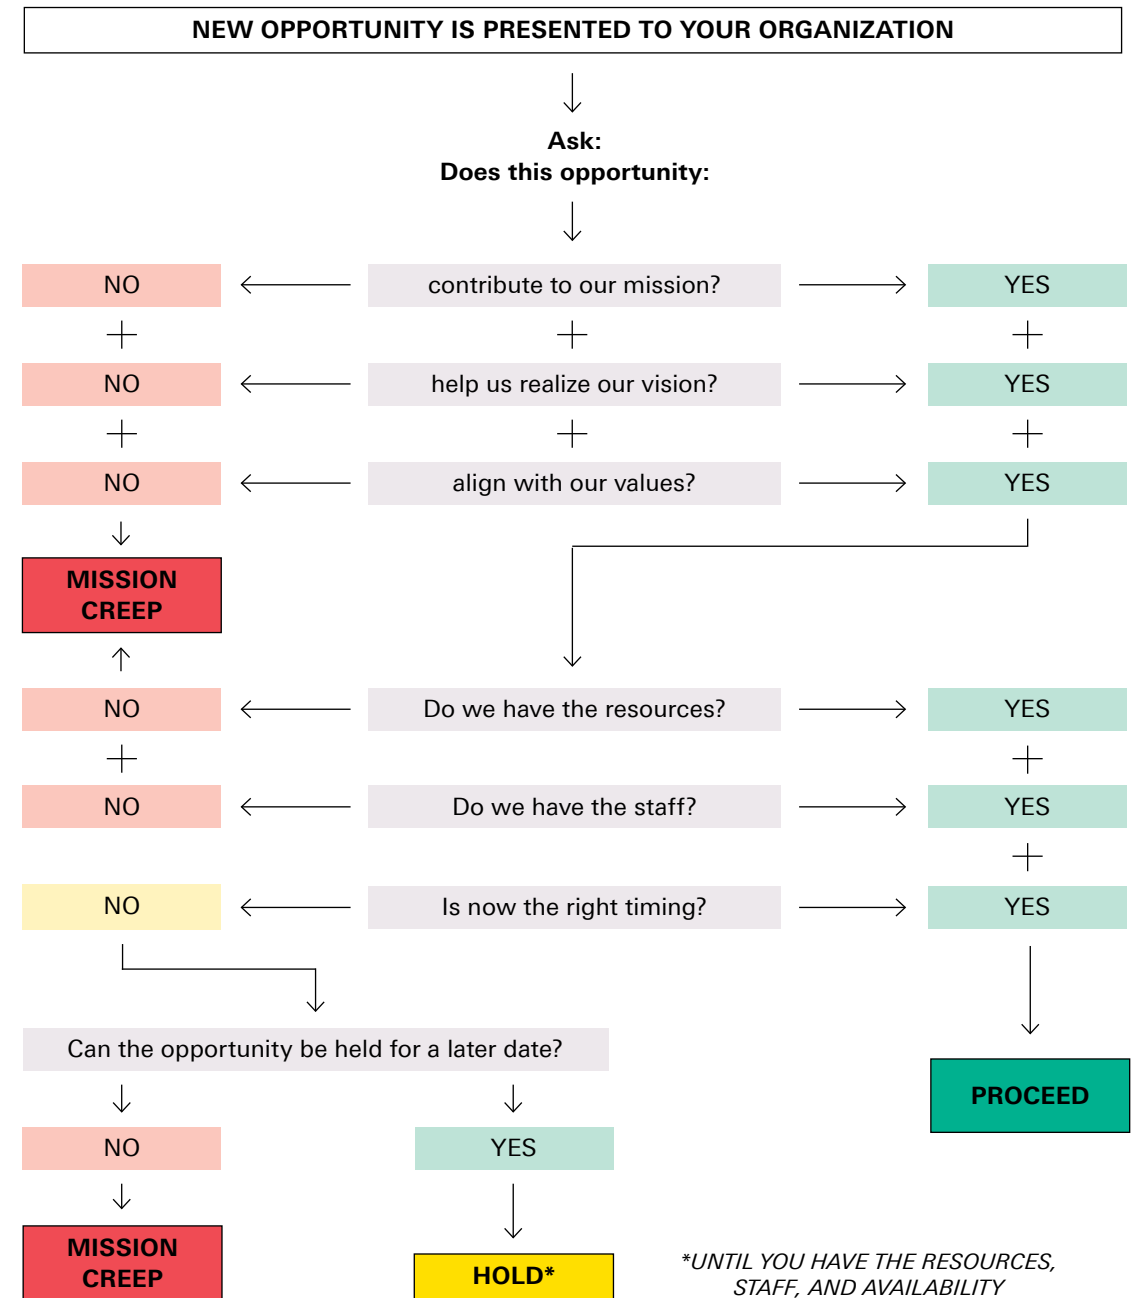 NEW OPPORTUNITY IS PRESENTED TO YOUR ORGANIZATION
Ask:
Does this opportunity:
NO
contribute to our mission?
YES
NO
help us realize our vision?
YES
NO
align with our values?
YES
MISSION
CREEP
NO
Do we have the resources?
YES
NO
Do we have the staff?
YES
NO
Is now the right timing?
YES
Can the opportunity be held for a later date?
PROCEED
NO
YES
MISSION
CREEP
HOLD*
*UNTIL YOU HAVE THE RESOURCES,
STAFF, AND AVAILABILITY